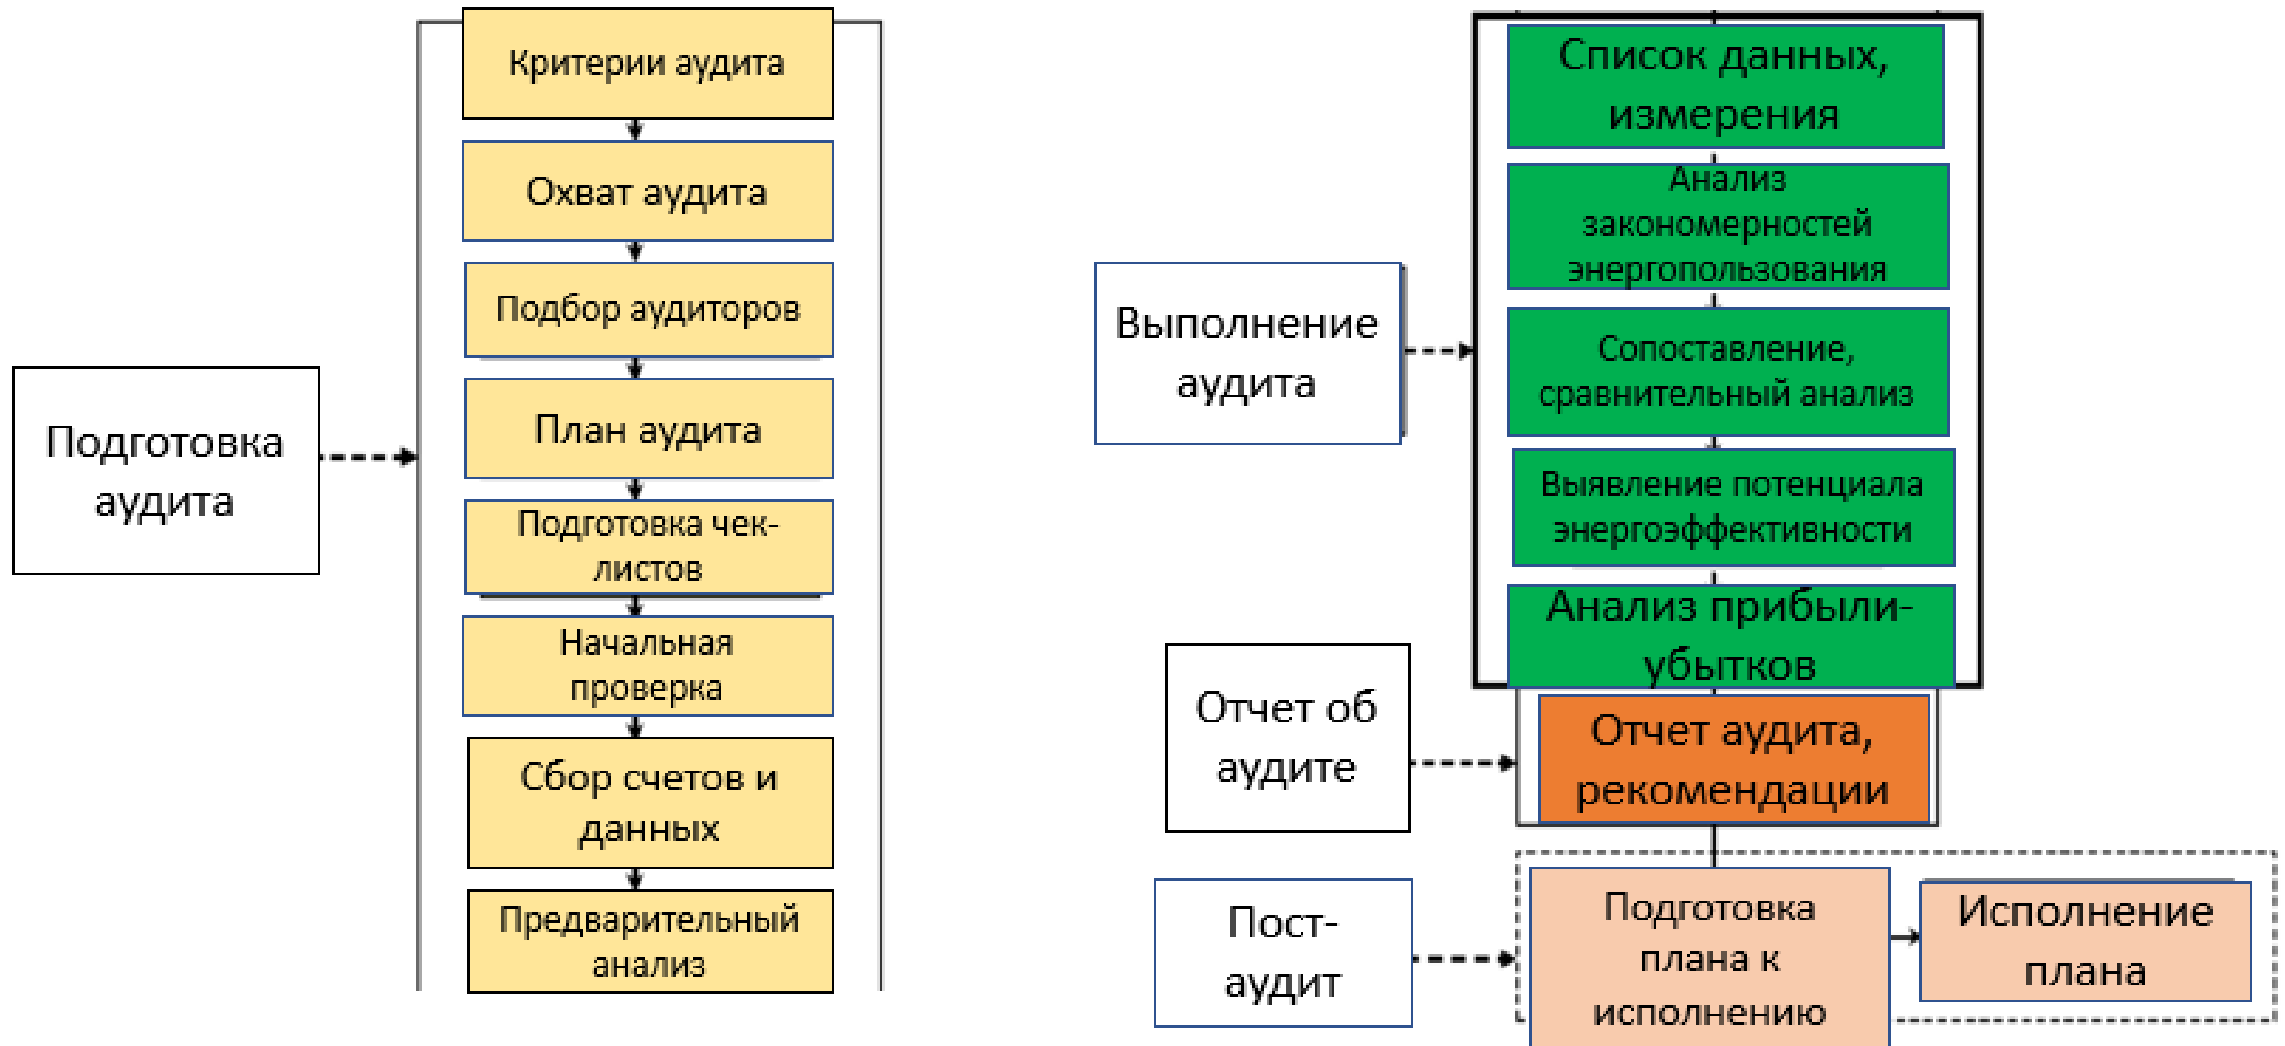 Подготовка
аудита
Критерии аудита
Охват аудита
Подбор аудиторов
План аудита
Подготовка чек-
листов
Начальная
проверка
Сбор счетов и
данных
Предварительный
анализ
Выполнение
аудита
Список данных,
измерения
Анализ
закономерностей
энергопользования
Сопоставление,
сравнительный анализ
Выявление потенциала
энергоэффективности
Анализ прибыли-
убытков
Отчет об
аудите
Отчет аудита,
рекомендации
Пост-
аудит
Подготовка
плана к
исполнению
Исполнение
плана